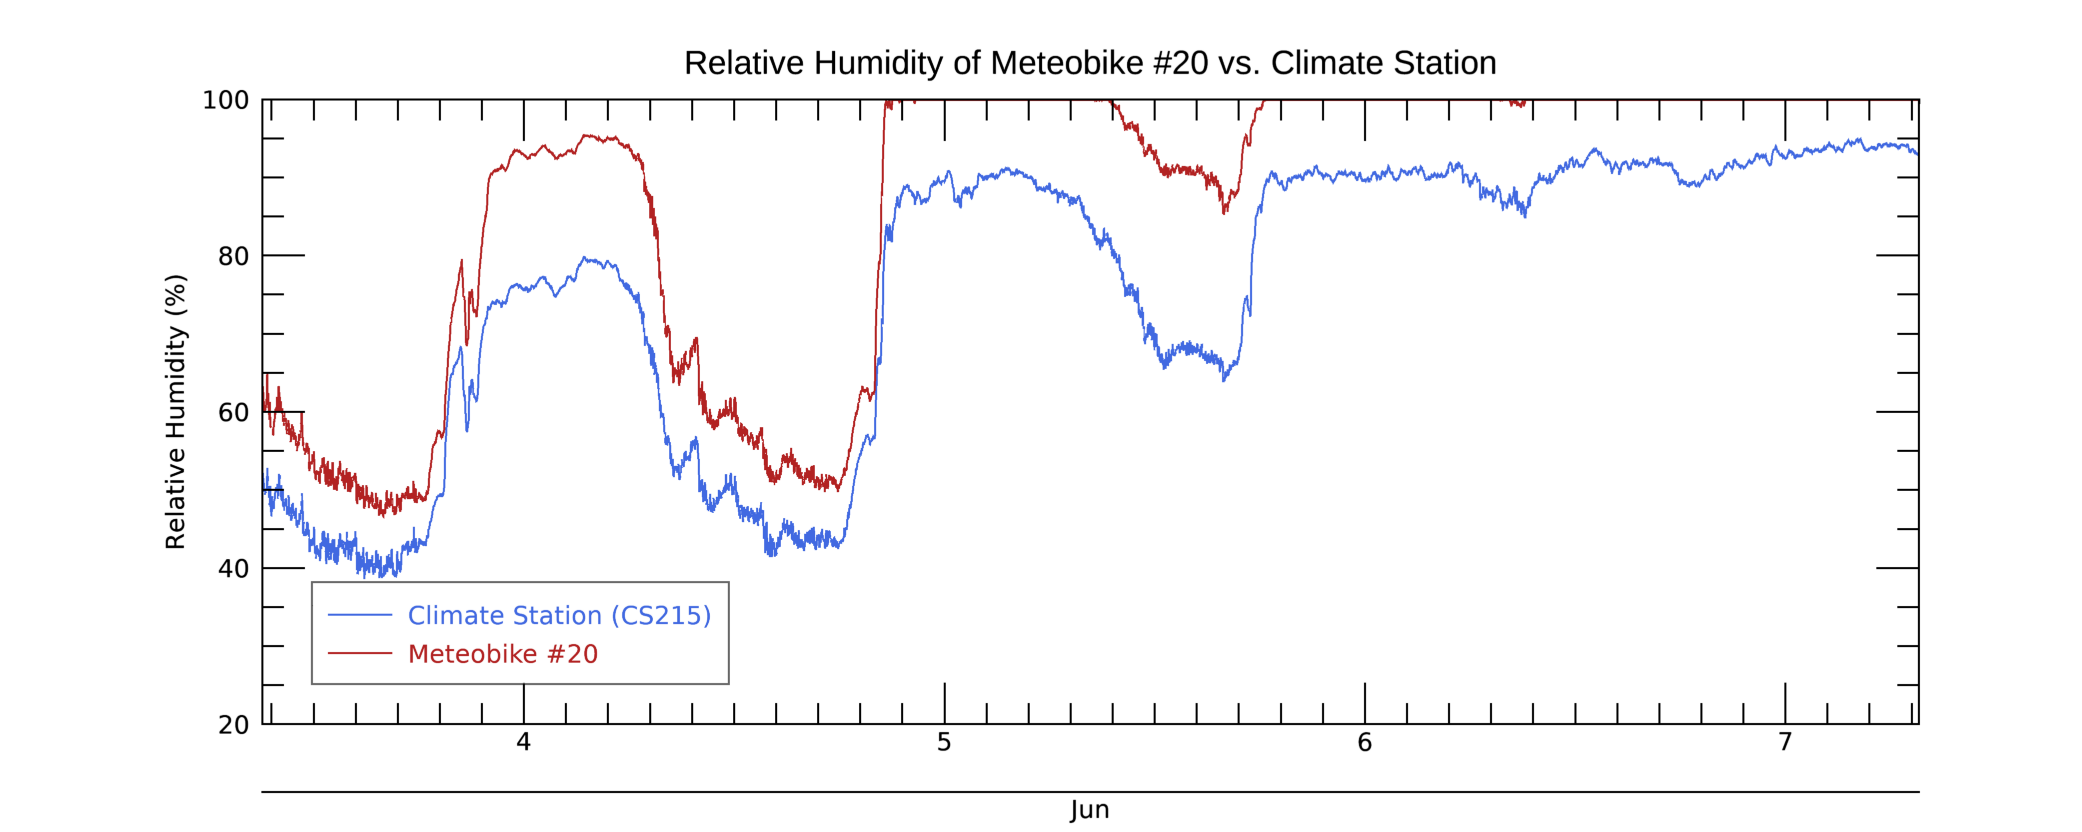 Relative Humidity of Meteobike #20 vs. Climate Station
100
80
60
40
20
Relative Humidity (%)
Climate Station (CS215)
Meteobike #20
4 5 6 7
Jun